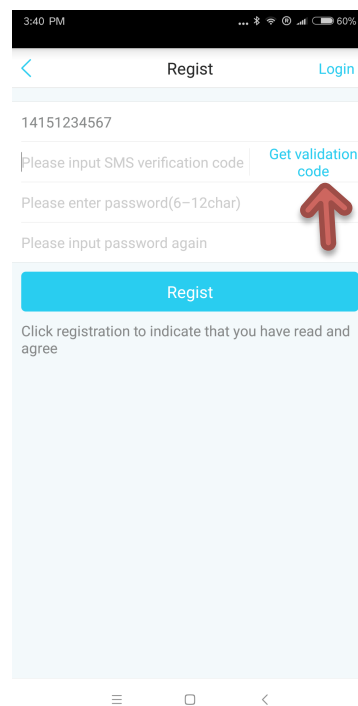 3:40 PM ... ® 60%
Regist Login
14151234567
Please input SMS verification code
Get validation
code
Please enter password(6–12char)
Please input password again
Regist
Click registration to indicate that you have read and
agree